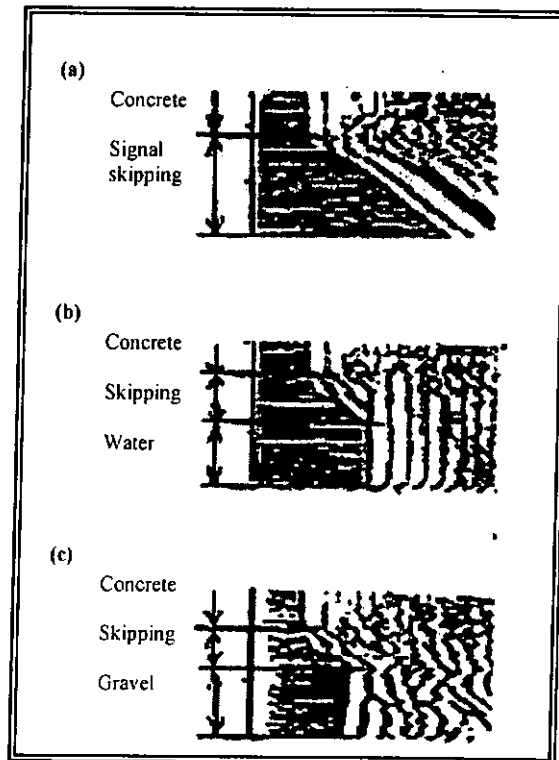 (a)
Concrete
Signal
skipping
(b)
Concrete
Skipping
Water
(c)
Concrete
Skipping
Gravel